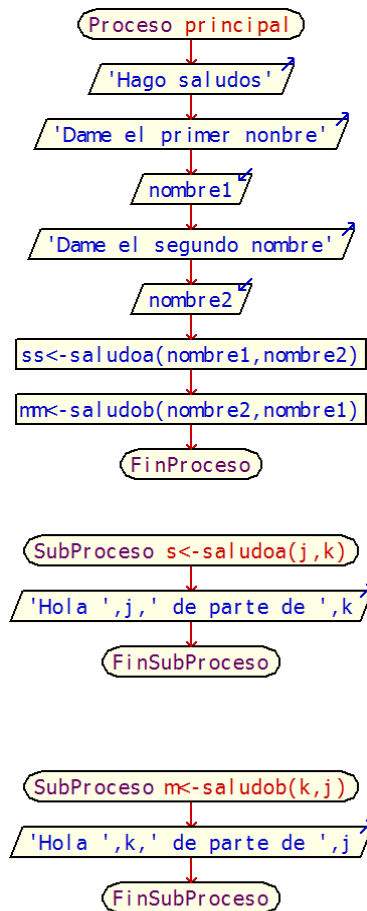 Proceso principal
'Hago saludos'
'Dame el primer nonbre'
nombre1
'Dame el segundo nombre'
nombre2
ss<-saludoa(nombre1,nombre2)
mm<-saludob(nombre2,nombre1)
FinProceso
SubProceso s<-saludoa(j,k)
'Hola ',j,' de parte de ',k
FinSubProceso
SubProceso m<-saludob(k,j)
'Hola ',k,' de parte de ',j
FinSubProceso